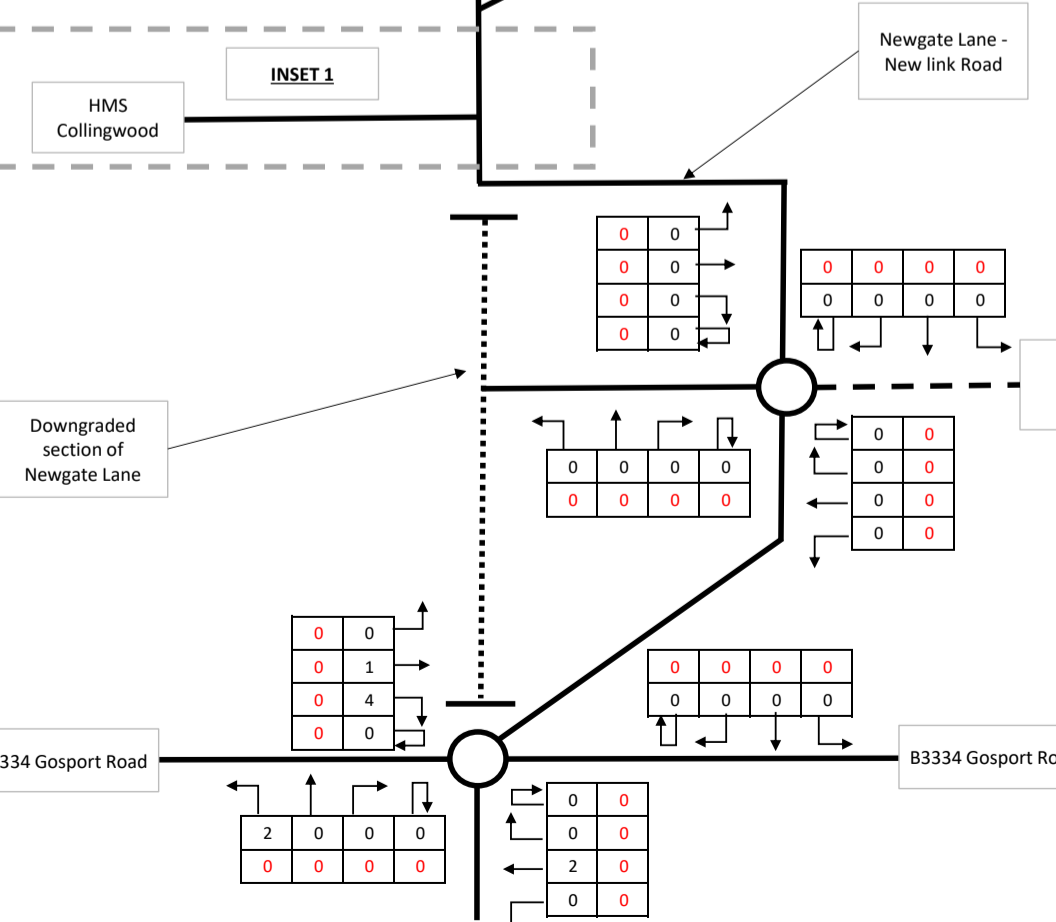 Newgate Lane -
New link Road
INSET 1
HMS
Collingwood
0 0
0 0
0 0
0 0
0 0 0 0
0 0 0 0
Downgraded
section of
Newgate Lane
0 0 0 0
0 0 0 0
0 0
0 0
0 0
0 0
0 0
0 1
0 4
0 0
0 0 0 0
0 0 0 0
334 Gosport Road
B3334 Gosport Ro
2 0 0 0
0 0 0 0
0 0
0 0
2 0
0 0